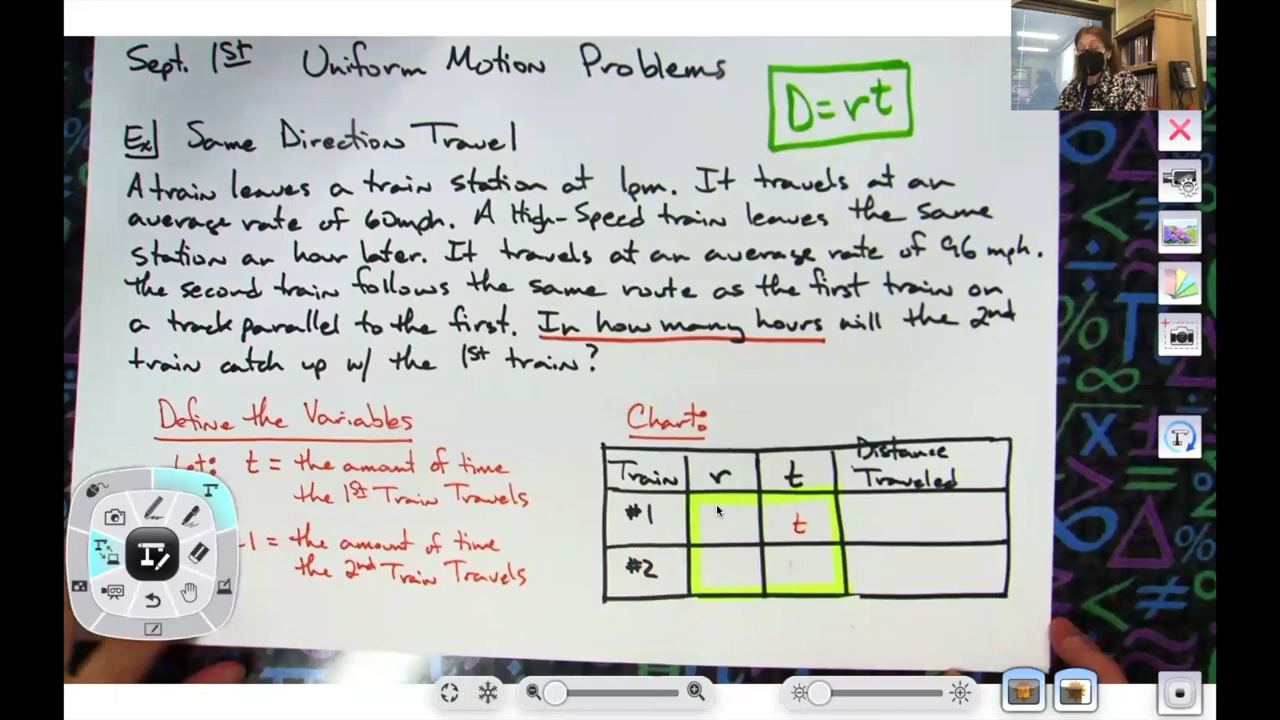 Sept. 1st Uniform Motion Problems
D=rt
Ex Same Direction Travel
A train leaves a train station at 1pm. It travels at an
average rate of 60mph. A High-Speed train leaves the same
station an hour later. It travels at an average rate of 96 mph.
The second train follows the same route as the first train on
a track parallel to the first. In how many hours will the 2nd
train catch up w/ the 1st train?
Define the Variables
Let: t = the amount of time
the 1st Train Travels
-1 = the amount of time
the 2nd Train Travels
Chart:
Train r t Distance Traveled
#1 t
#2